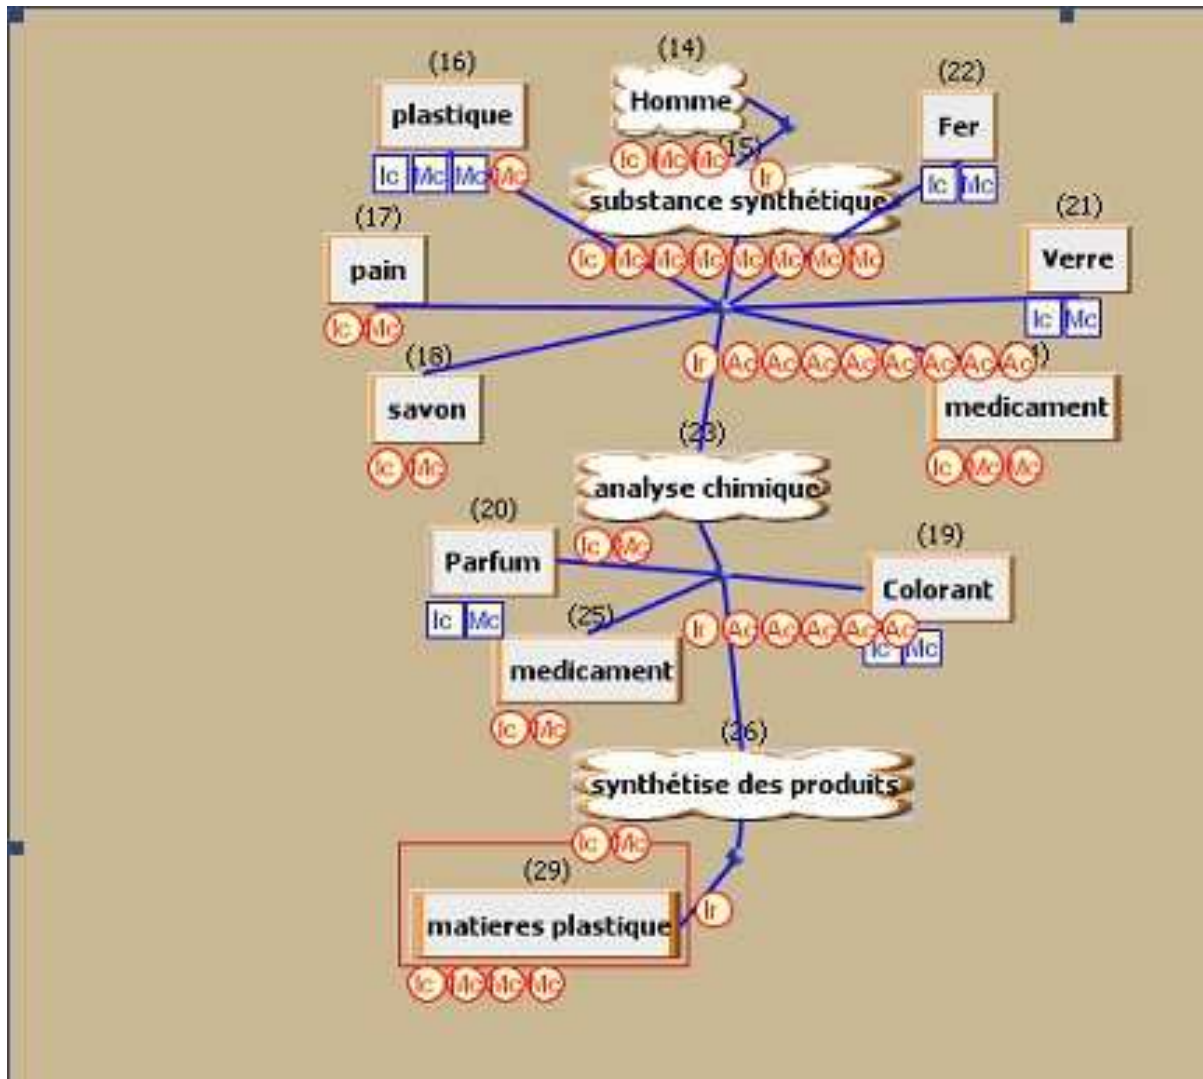 (14)
(16)
(22)
Homme
plastique
Fer
(15)
Ic Mc Mc
Ir
Ic Mc Mc Mc
Ic Mc
substance synthétique
(17)
(21)
pain
Verre
Ic Mc Mc Mc Mc Mc Mc Mc
Ic Mc
Ic Mc
(18)
Ir Ac Ac Ac Ac Ac Ac Ac Ac
savon
medicament
(23)
Ic Mc
Ic Mc Mc
analyse chimique
(20)
(19)
Ic Mc
Parfum
Colorant
(25)
Ic Mc
Ir Ac Ac Ac Ac Ac
Ic Mc
medicament
Ic Mc
(26)
synthétise des produits
Ic Mc
(29)
Ir
matieres plastique
Ic Mc Mc Mc